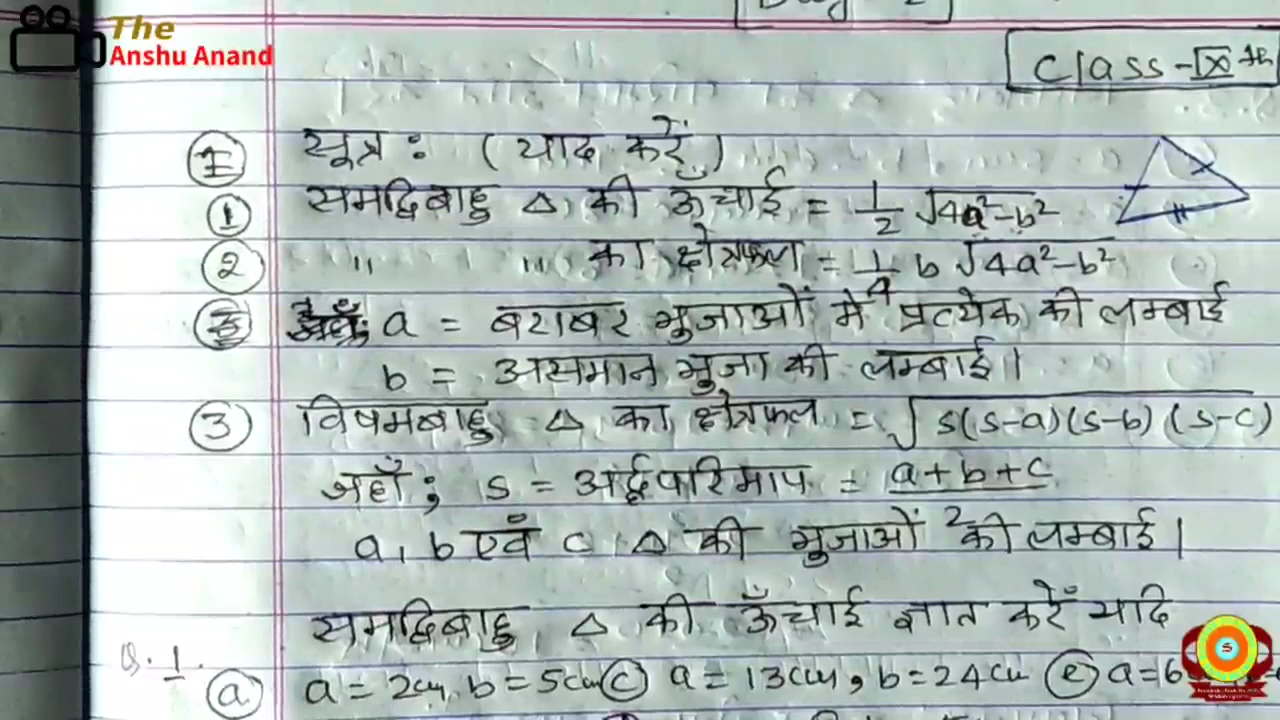 The
Anshu Anand
Class - IX th
I सूत्र : (याद करें)
1 समद्विबाहु Δ की ऊँचाई = 1/2 √4a²-b²
2 " " का क्षेत्रफल = 1/4 b √4a²-b²
a = बराबर भुजाओं में प्रत्येक की लम्बाई
b = असमान भुजा की लम्बाई।
3 विषमबाहु Δ का क्षेत्रफल = √s(s-a)(s-b)(s-c)
जहाँ; s = अर्द्धपरिमाप = a+b+c/2
a, b एवं c Δ की भुजाओं की लम्बाई।
समद्विबाहु Δ की ऊँचाई ज्ञात करें यदि
Q.1. a a = 2cm, b = 5cm c a = 13cm, b = 24cm e a = 6